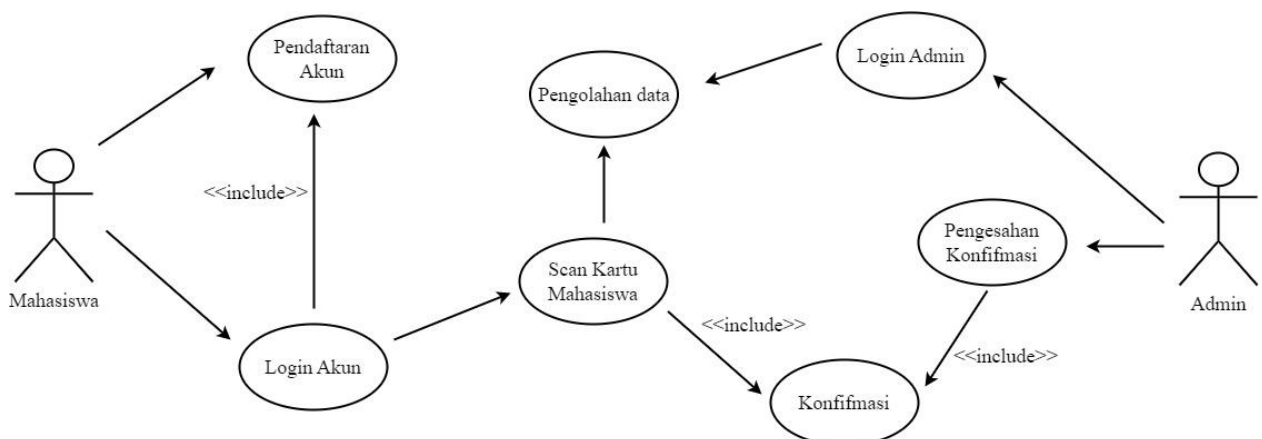 Pendaftaran
Akun
Login Admin
Pengolahan data
<<include>>
Pengesahan
Konfifmasi
Scan Kartu
Mahasiswa
Mahasiswa
Admin
<<include>>
<<include>>
Login Akun
Konfifmasi